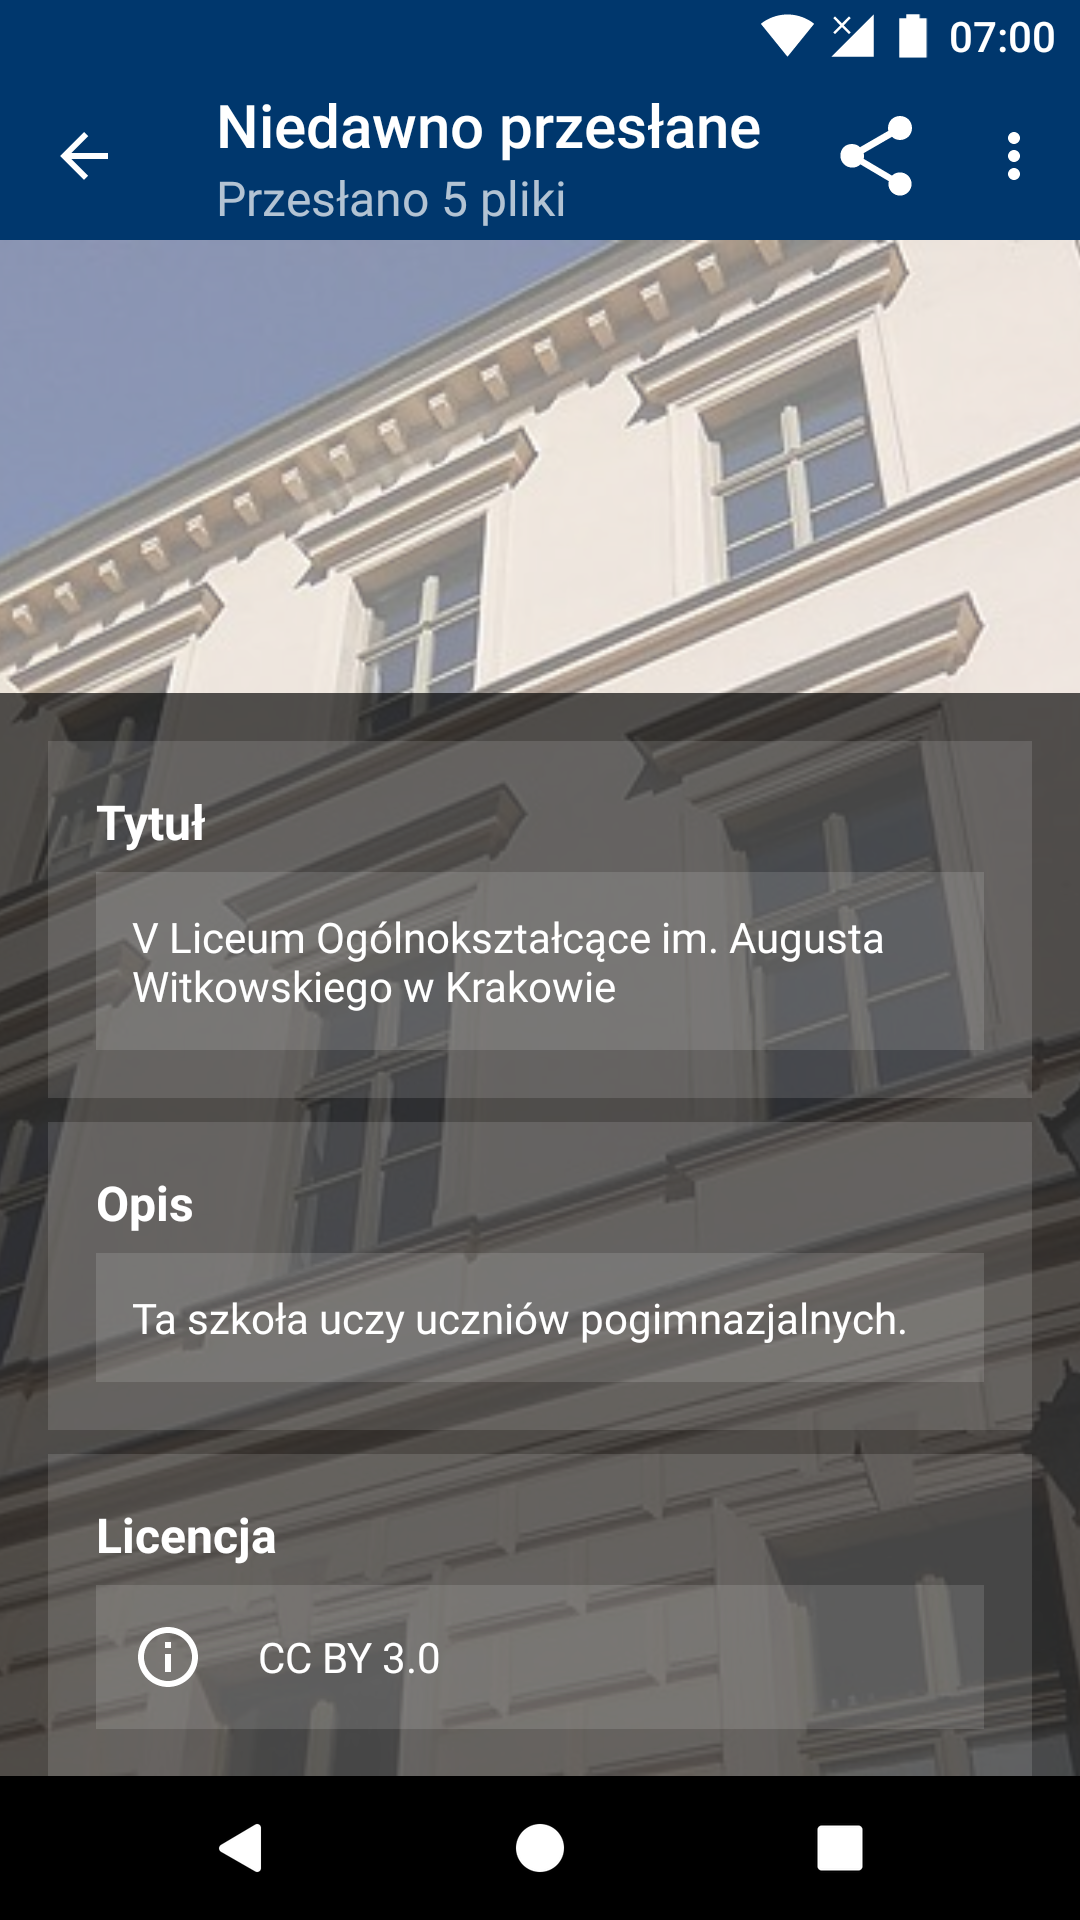 07:00
Niedawno przesłane
Przesłano 5 pliki
Tytuł
V Liceum Ogólnokształcące im. Augusta
Witkowskiego w Krakowie
Opis
Ta szkoła uczy uczniów pogimnazjalnych.
Licencja
CC BY 3.0